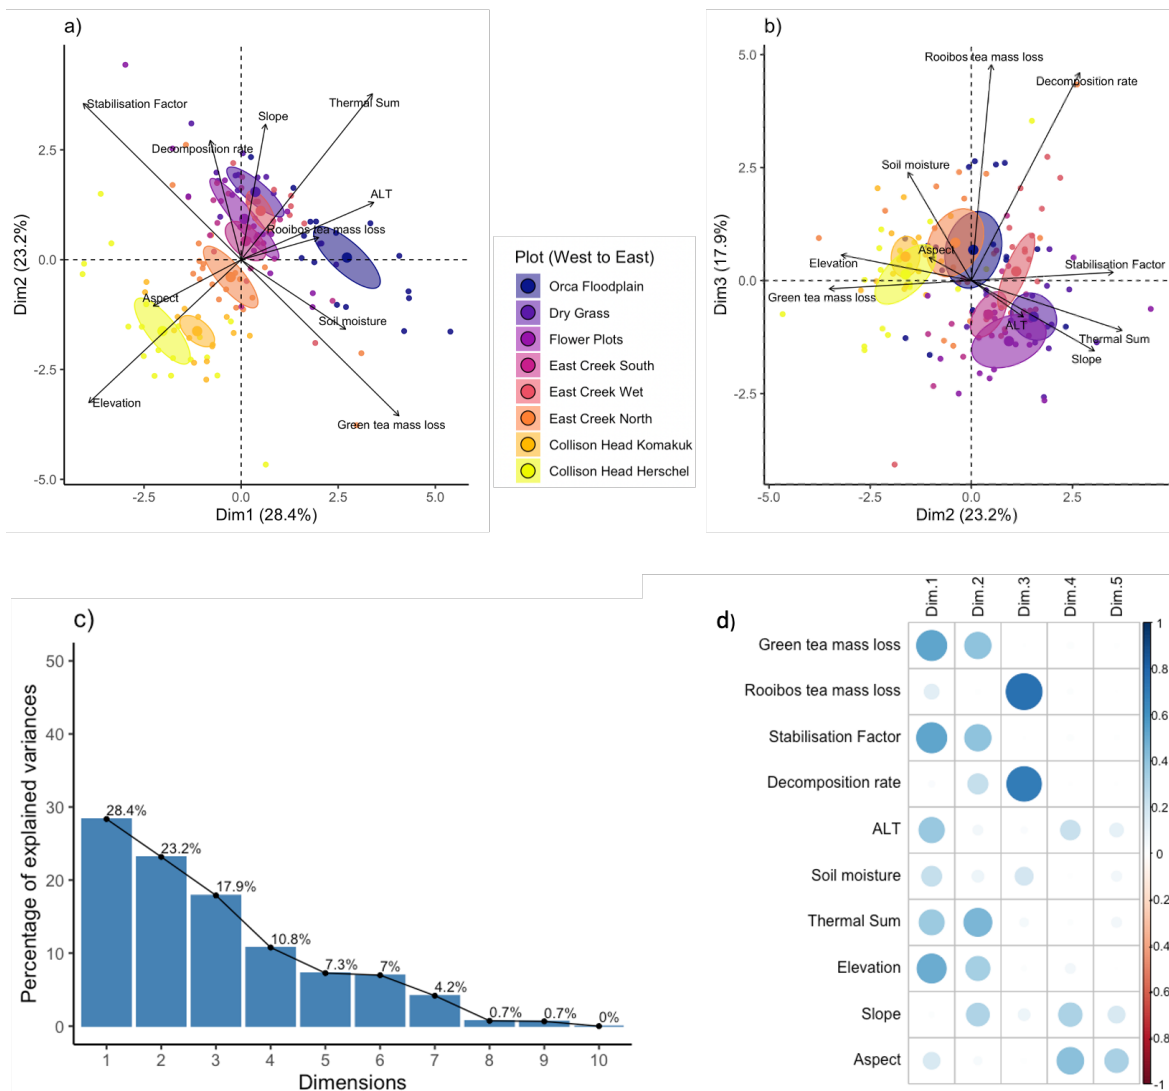 a)
Dim2 (23.2%)
2.5
0.0
-2.5
-5.0
Stabilisation Factor
Thermal Sum
Slope
Decomposition rate
ALT
Rooibos tea mass loss
Aspect
Soil moisture
Elevation
Green tea mass loss
-2.5
0.0
2.5
5.0
Dim1 (28.4%)
Plot (West to East)
Orca Floodplain
Dry Grass
Flower Plots
East Creek South
East Creek Wet
East Creek North
Collison Head Komakuk
Collison Head Herschel
b)
Dim3 (17.9%)
5.0
2.5
0.0
-2.5
Rooibos tea mass loss
Decomposition rate
Soil moisture
Aspect
Elevation
Stabilisation Factor
Green tea mass loss
ALT
Thermal Sum
Slope
-5.0
-2.5
0.0
2.5
Dim2 (23.2%)
c)
Percentage of explained variances
50
40
30
20
10
0
28.4%
23.2%
17.9%
10.8%
7.3%
7%
4.2%
0.7%
0.7%
0%
1
2
3
4
5
6
7
8
9
10
Dimensions
d)
Dim.1
Dim.2
Dim.3
Dim.4
Dim.5
Green tea mass loss
Rooibos tea mass loss
Stabilisation Factor
Decomposition rate
ALT
Soil moisture
Thermal Sum
Elevation
Slope
Aspect
1
0.8
0.6
0.4
0.2
0
-0.2
-0.4
-0.6
-0.8
-1